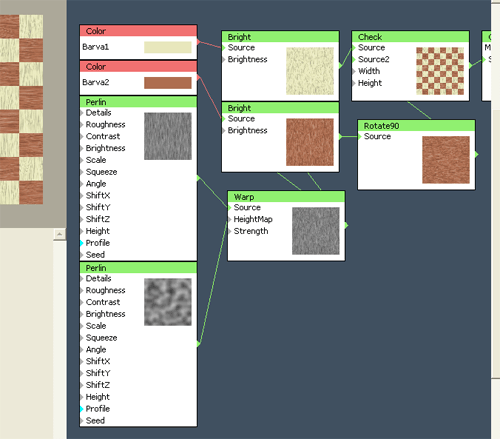 Color
Barva1
Color
Barva2
Perlin
Details
Roughness
Contrast
Brightness
Scale
Squeeze
Angle
ShiftX
ShiftY
ShiftZ
Height
Profile
Seed
Perlin
Details
Roughness
Contrast
Brightness
Scale
Squeeze
Angle
ShiftX
ShiftY
ShiftZ
Height
Profile
Seed
Bright
Source
Brightness
Bright
Source
Brightness
Warp
Source
HeightMap
Strength
Check
Source
Source2
Width
Height
Rotate90
Source